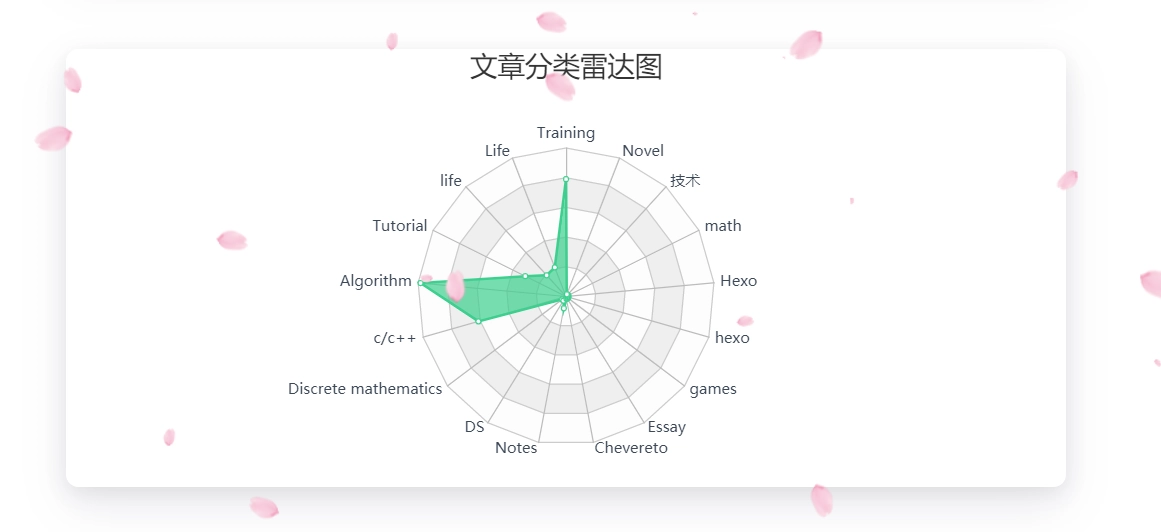 文章分类雷达图
Training
Life
Novel
life
技术
Tutorial
math
Algorithm
Hexo
c/c++
hexo
Discrete mathematics
games
DS
Essay
Notes
Chevereto